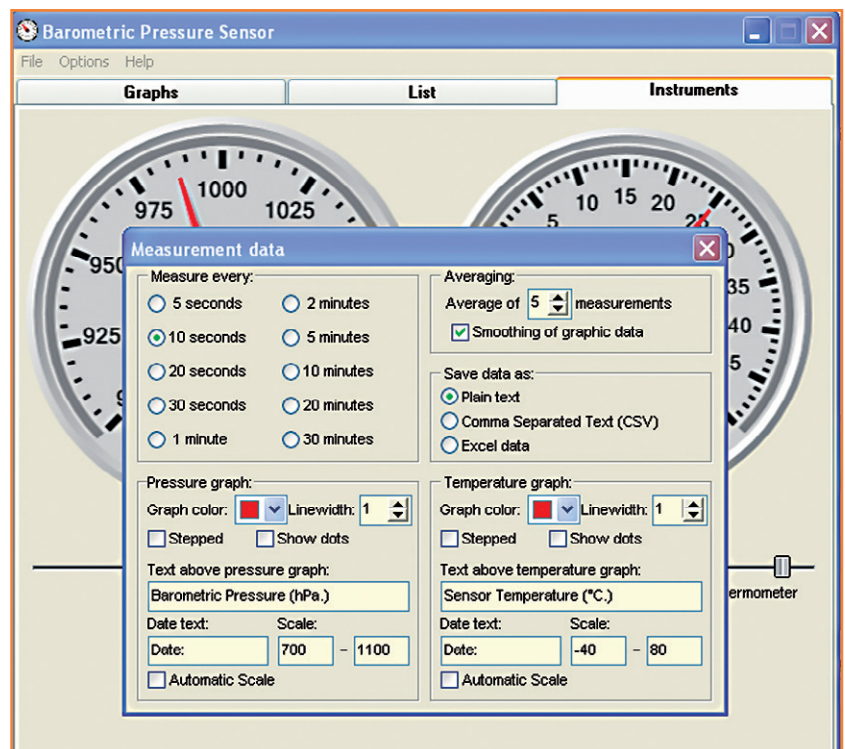 Barometric Pressure Sensor
File Options Help
Graphs List Instruments
975 1000 1025
950
925
5 10 15 20 25
35
40
Measurement data
Measure every:
5 seconds 2 minutes
10 seconds 5 minutes
20 seconds 10 minutes
30 seconds 20 minutes
1 minute 30 minutes
Averaging:
Average of 5 measurements
Smoothing of graphic data
Save data as:
Plain text
Comma Separated Text (CSV)
Excel data
Pressure graph:
Graph color: Linewidth: 1
Stepped Show dots
Text above pressure graph:
Barometric Pressure (hPa.)
Date text: Scale:
Date: 700 - 1100
Automatic Scale
Temperature graph:
Graph color: Linewidth: 1
Stepped Show dots
Text above temperature graph:
Sensor Temperature (°C.)
Date text: Scale:
Date: -40 - 80
Automatic Scale
ermometer